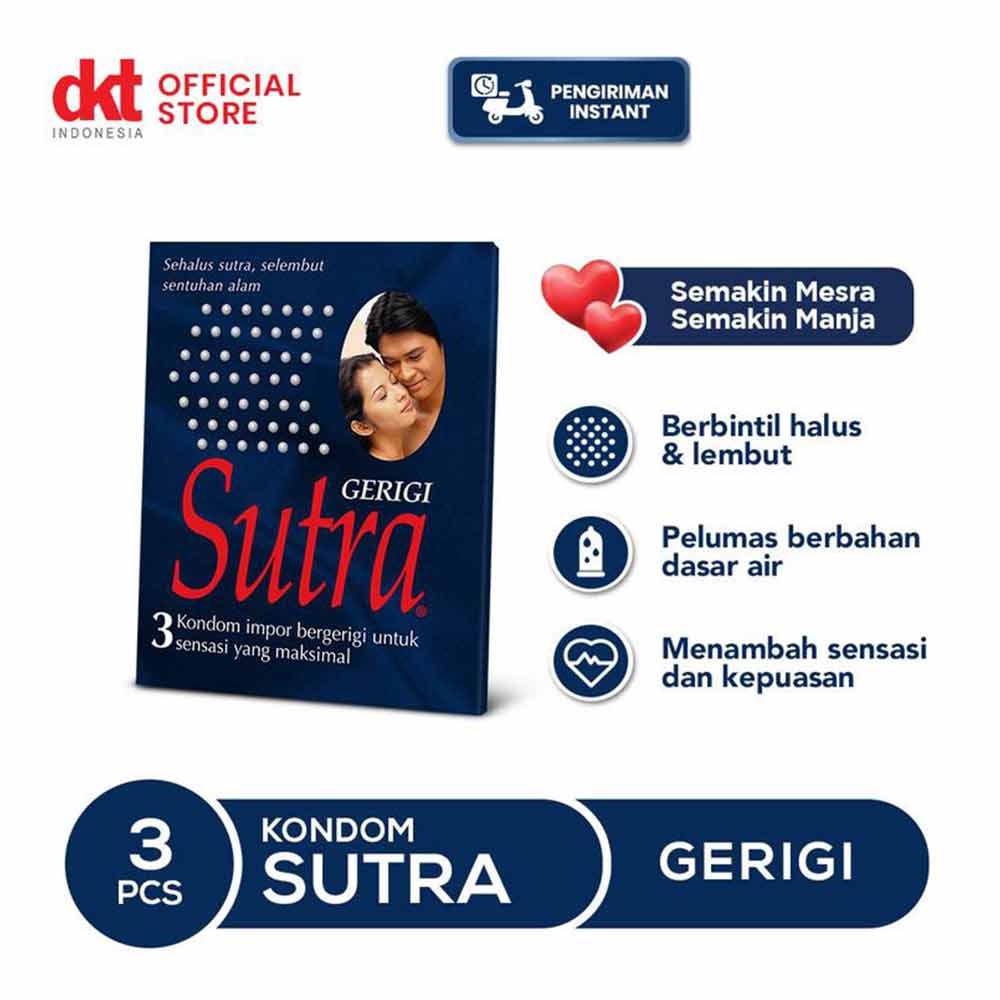 dkt
INDONESIA
OFFICIAL
STORE
PENGIRIMAN
INSTANT
Sehalus sutra, selembut
sentuhan alam
GERIGI
Sutra®
3 Kondom impor bergerigi untuk
sensasi yang maksimal
Semakin Mesra
Semakin Manja
Berbintil halus
& lembut
Pelumas berbahan
dasar air
Menambah sensasi
dan kepuasan
3
PCS
KONDOM
SUTRA
GERIGI